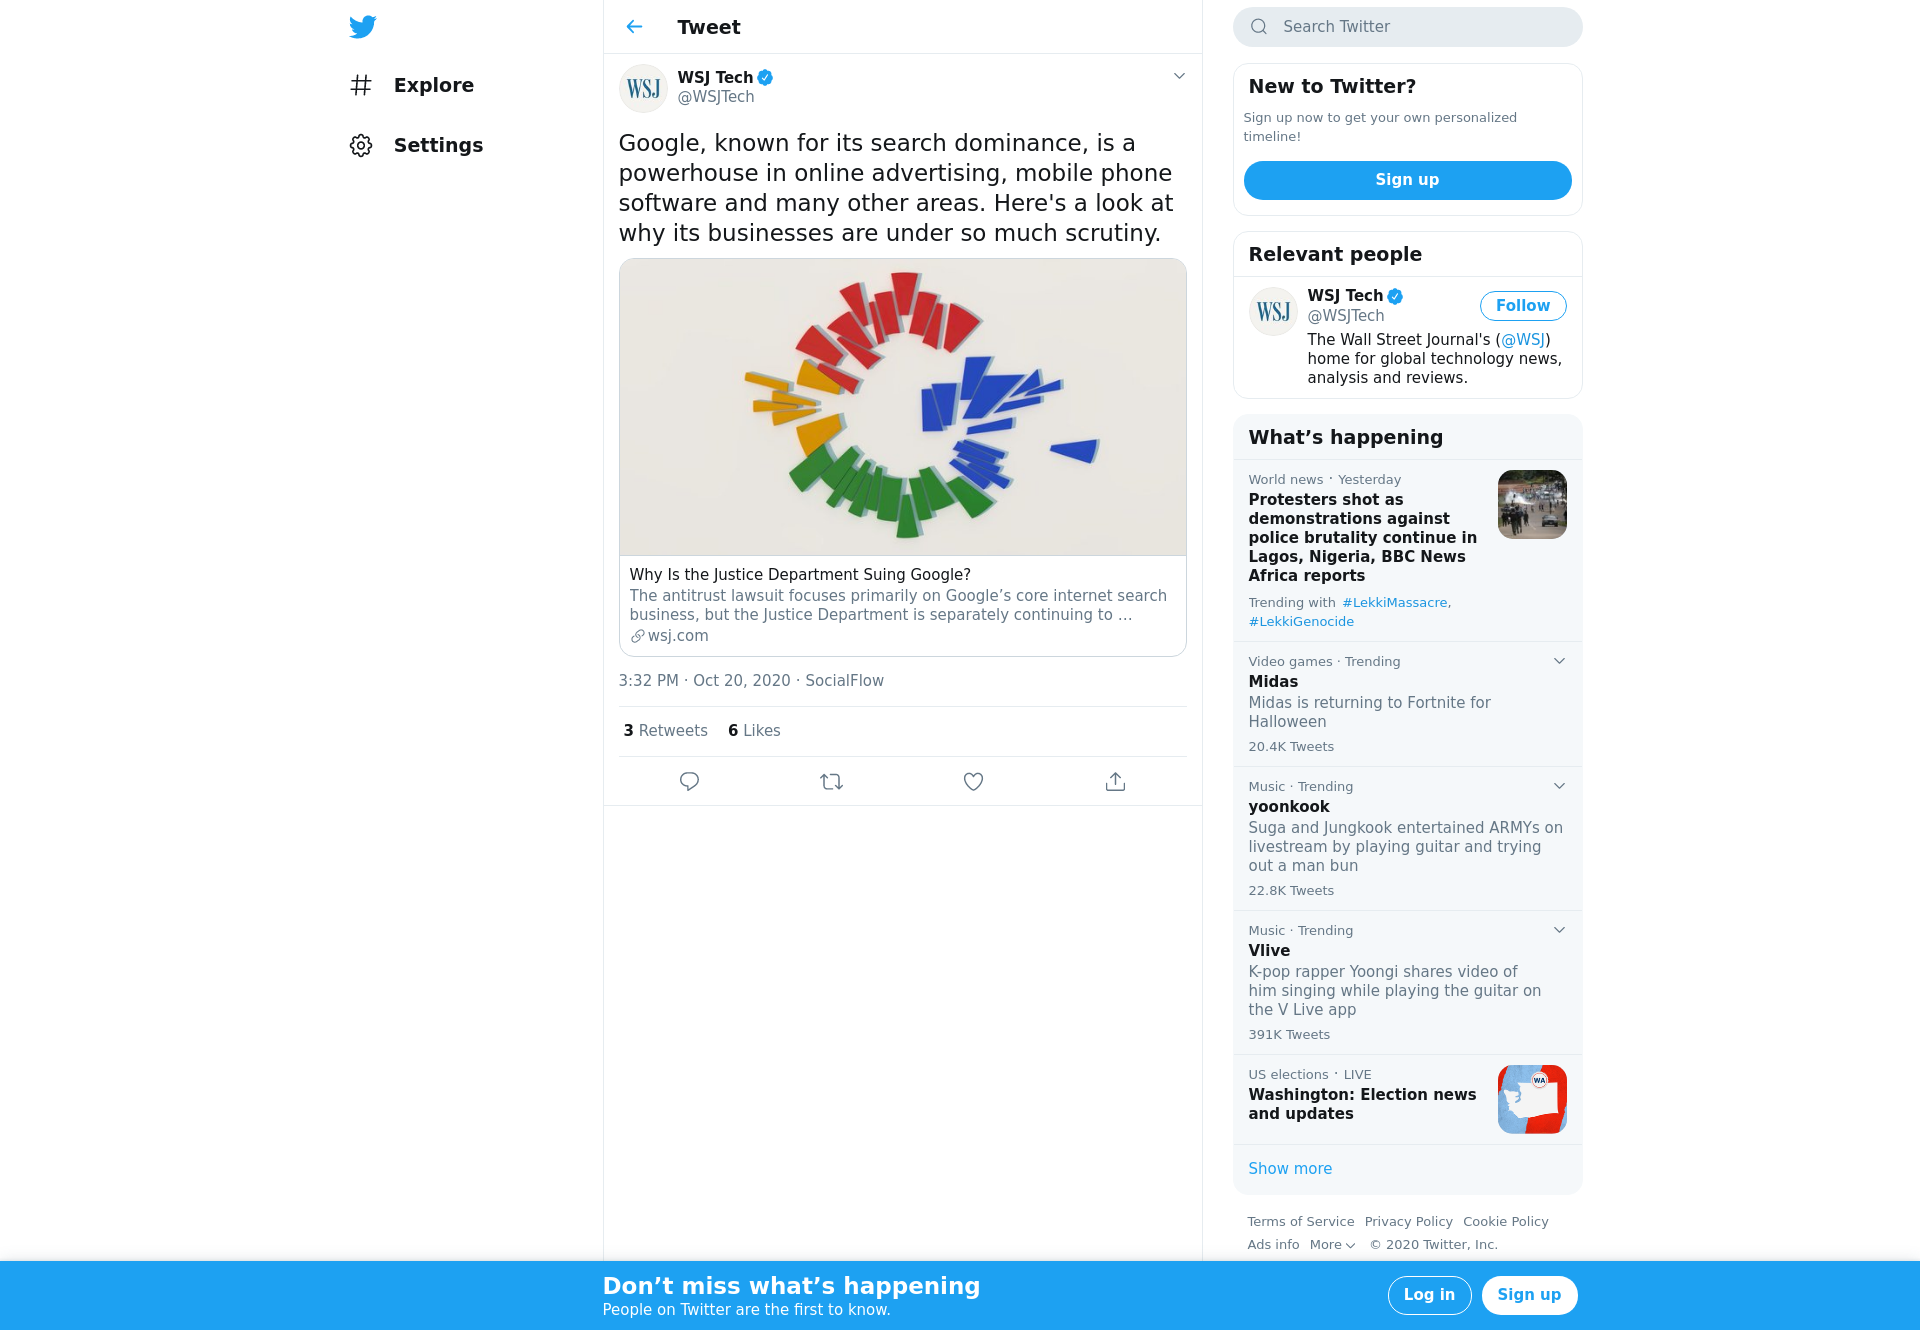 Explore
Settings
Tweet
WSJ
WSJ Tech
@WSJTech
Google, known for its search dominance, is a
powerhouse in online advertising, mobile phone
software and many other areas. Here's a look at
why its businesses are under so much scrutiny.
Why Is the Justice Department Suing Google?
The antitrust lawsuit focuses primarily on Google’s core internet search
business, but the Justice Department is separately continuing to …
wsj.com
3:32 PM · Oct 20, 2020 · SocialFlow
3 Retweets 6 Likes
Search Twitter
New to Twitter?
Sign up now to get your own personalized
timeline!
Sign up
Relevant people
WSJ
WSJ Tech
@WSJTech
Follow
The Wall Street Journal's (@WSJ)
home for global technology news,
analysis and reviews.
What’s happening
World news · Yesterday
Protesters shot as
demonstrations against
police brutality continue in
Lagos, Nigeria, BBC News
Africa reports
Trending with #LekkiMassacre,
#LekkiGenocide
Video games · Trending
Midas
Midas is returning to Fortnite for
Halloween
20.4K Tweets
Music · Trending
yoonkook
Suga and Jungkook entertained ARMYs on
livestream by playing guitar and trying
out a man bun
22.8K Tweets
Music · Trending
Vlive
K-pop rapper Yoongi shares video of
him singing while playing the guitar on
the V Live app
391K Tweets
US elections · LIVE
Washington: Election news
and updates
WA
Show more
Terms of Service Privacy Policy Cookie Policy
Ads info More © 2020 Twitter, Inc.
Don’t miss what’s happening
People on Twitter are the first to know.
Log in
Sign up